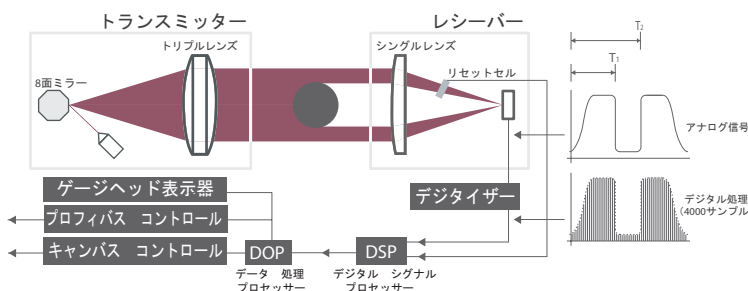 トランスミッター
レシーバー
T₂
トリプルレンズ
シングルレンズ
T₁
8面ミラー
リセットセル
アナログ信号
ゲージヘッド表示器
デジタイザー
デジタル処理
(4000サンプル
プロフィバス　コントロール
キャンバス　コントロール
DOP
DSP
データ　処理
プロセッサー
デジタル　シグナル
プロセッサー